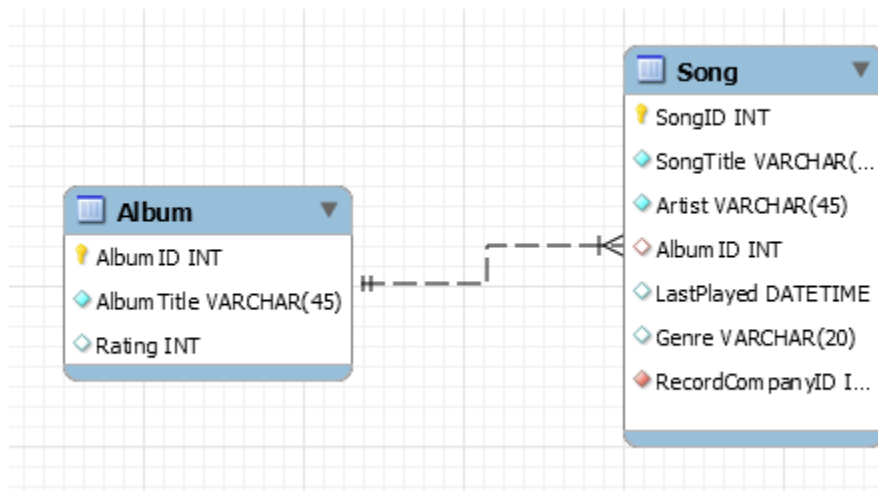 Album
Album ID INT
Album Title VARCHAR(45)
Rating INT
Song
SongID INT
SongTitle VARCHAR(...
Artist VARCHAR(45)
Album ID INT
LastPlayed DATETIME
Genre VARCHAR(20)
RecordCompanyID I...